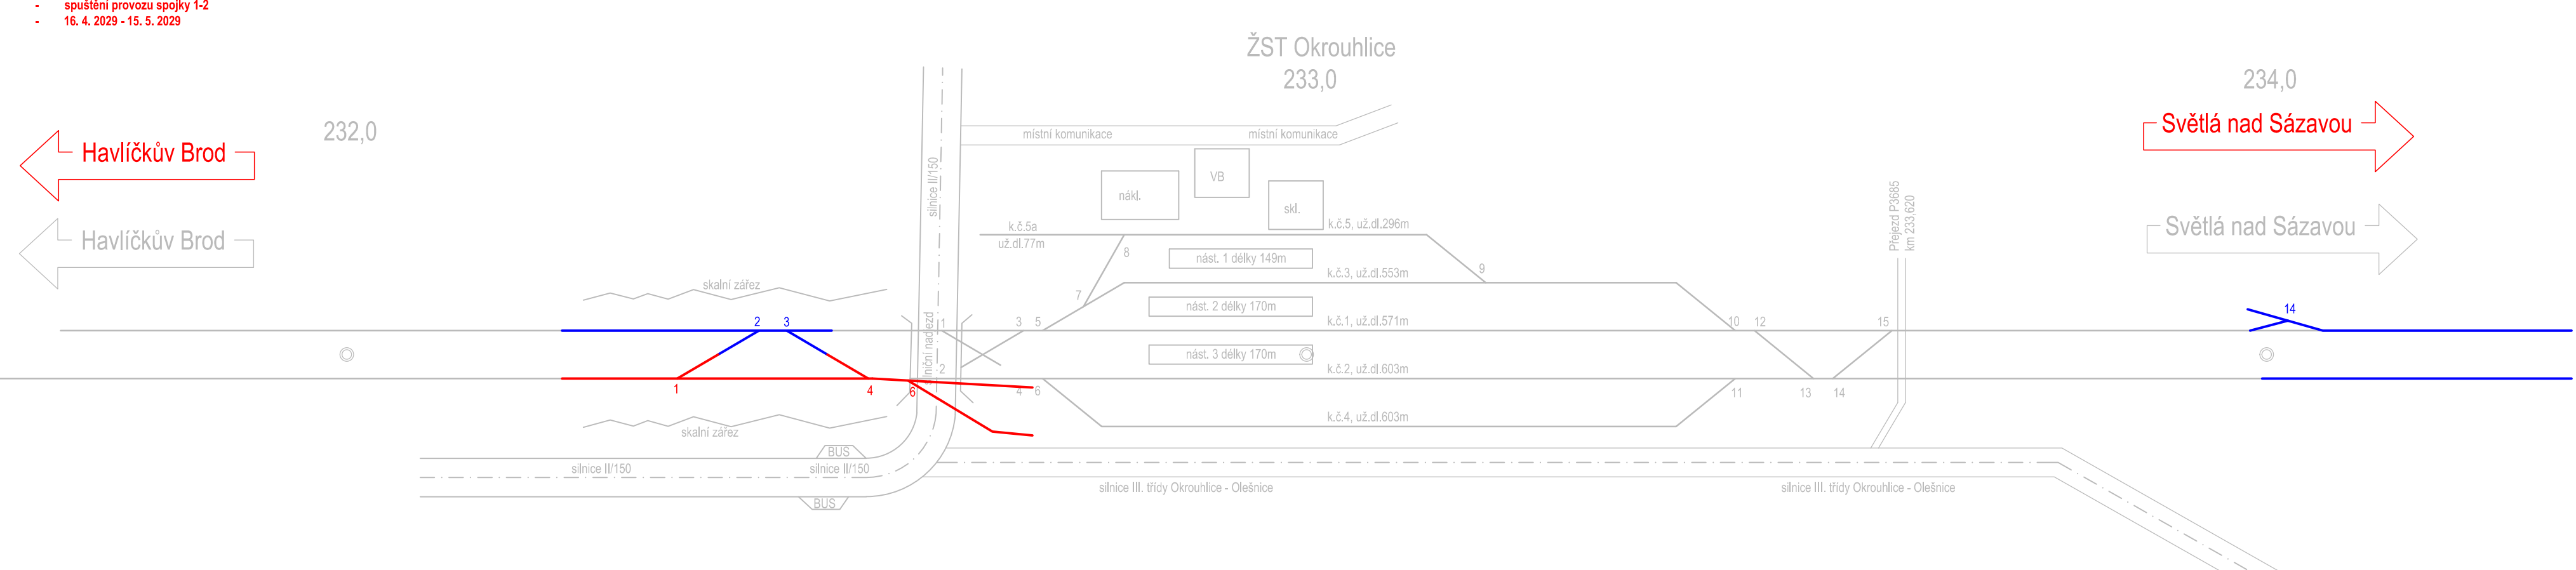 - spuštění provozu spojky 1-2
- 16. 4. 2029 - 15. 5. 2029
ŽST Okrouhlice
233,0
234,0
232,0
Havlíčkův Brod
Světlá nad Sázavou
Havlíčkův Brod
Světlá nad Sázavou
místní komunikace
místní komunikace
silnice II/150
VB
nákl.
skl.
Přejezd P3685
km 233,620
k.č.5a
už.dl.77m
k.č.5, už.dl.296m
8
nást. 1 délky 149m
k.č.3, už.dl.553m
9
skalní zářez
7
nást. 2 délky 170m
14
2
3
silniční nadjezd
1
3
5
k.č.1, už.dl.571m
10
12
15
nást. 3 délky 170m
2
k.č.2, už.dl.603m
1
4
6
4
6
11
13
14
k.č.4, už.dl.603m
skalní zářez
BUS
silnice II/150
silnice II/150
BUS
silnice III. třídy Okrouhlice - Olešnice
silnice III. třídy Okrouhlice - Olešnice